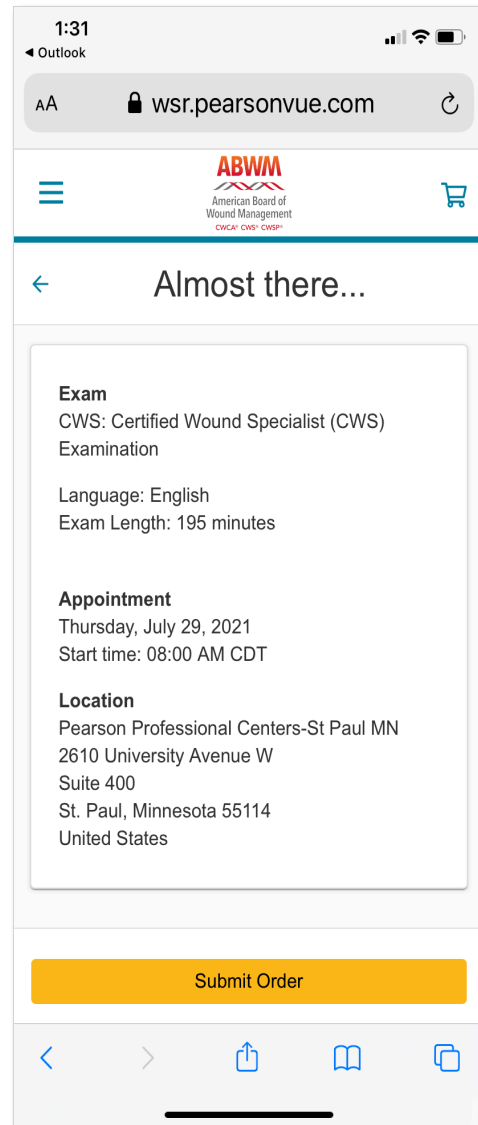 1:31
◀ Outlook
AA
wsr.pearsonvue.com
ABWM
American Board of
Wound Management
CWCA® CWS® CWSP®
Almost there...
Exam
CWS: Certified Wound Specialist (CWS)
Examination
Language: English
Exam Length: 195 minutes
Appointment
Thursday, July 29, 2021
Start time: 08:00 AM CDT
Location
Pearson Professional Centers-St Paul MN
2610 University Avenue W
Suite 400
St. Paul, Minnesota 55114
United States
Submit Order